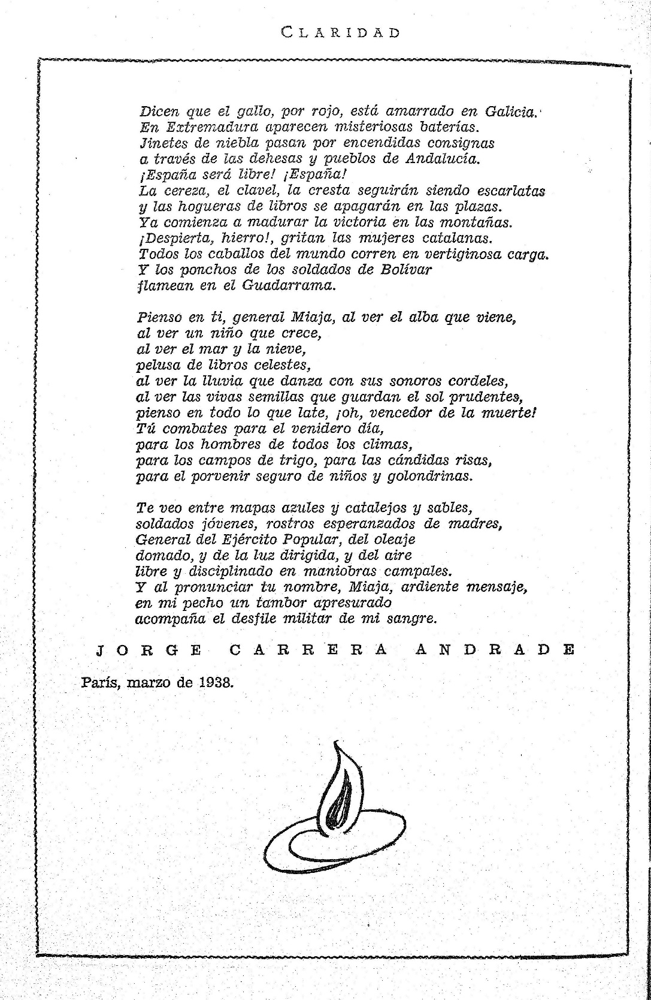 CLARIDAD
Dicen que el gallo, por rojo, está amarrado en Galicia.
En Extremadura aparecen misteriosas baterías.
Jinetes de niebla pasan por encendidas consignas
a través de las dehesas y pueblos de Andalucía.
¡España será libre! ¡España!
La cereza, el clavel, la cresta seguirán siendo escarlatas
y las hogueras de libros se apagarán en las plazas.
Ya comienza a madurar la victoria en las montañas.
¡Despierta, hierro!, gritan las mujeres catalanas.
Todos los caballos del mundo corren en vertiginosa carga.
Y los ponchos de los soldados de Bolívar
flamean en el Guadarrama.
Pienso en ti, general Miaja, al ver el alba que viene,
al ver un niño que crece,
al ver el mar y la nieve,
pelusa de libros celestes,
al ver la lluvia que danza con sus sonoros cordeles,
al ver las vivas semillas que guardan el sol prudentes,
pienso en todo lo que late, ¡oh, vencedor de la muerte!
Tú combates para el venidero día,
para los hombres de todos los climas,
para los campos de trigo, para las cándidas risas,
para el porvenir seguro de niños y golondrinas.
Te veo entre mapas azules y catalejos y sables,
soldados jóvenes, rostros esperanzados de madres,
General del Ejército Popular, del oleaje
domado, y de la luz dirigida, y del aire
libre y disciplinado en maniobras campales.
Y al pronunciar tu nombre, Miaja, ardiente mensaje,
en mi pecho un tambor apresurado
acompaña el desfile militar de mi sangre.
JORGE CARRERA ANDRADE
París, marzo de 1938.